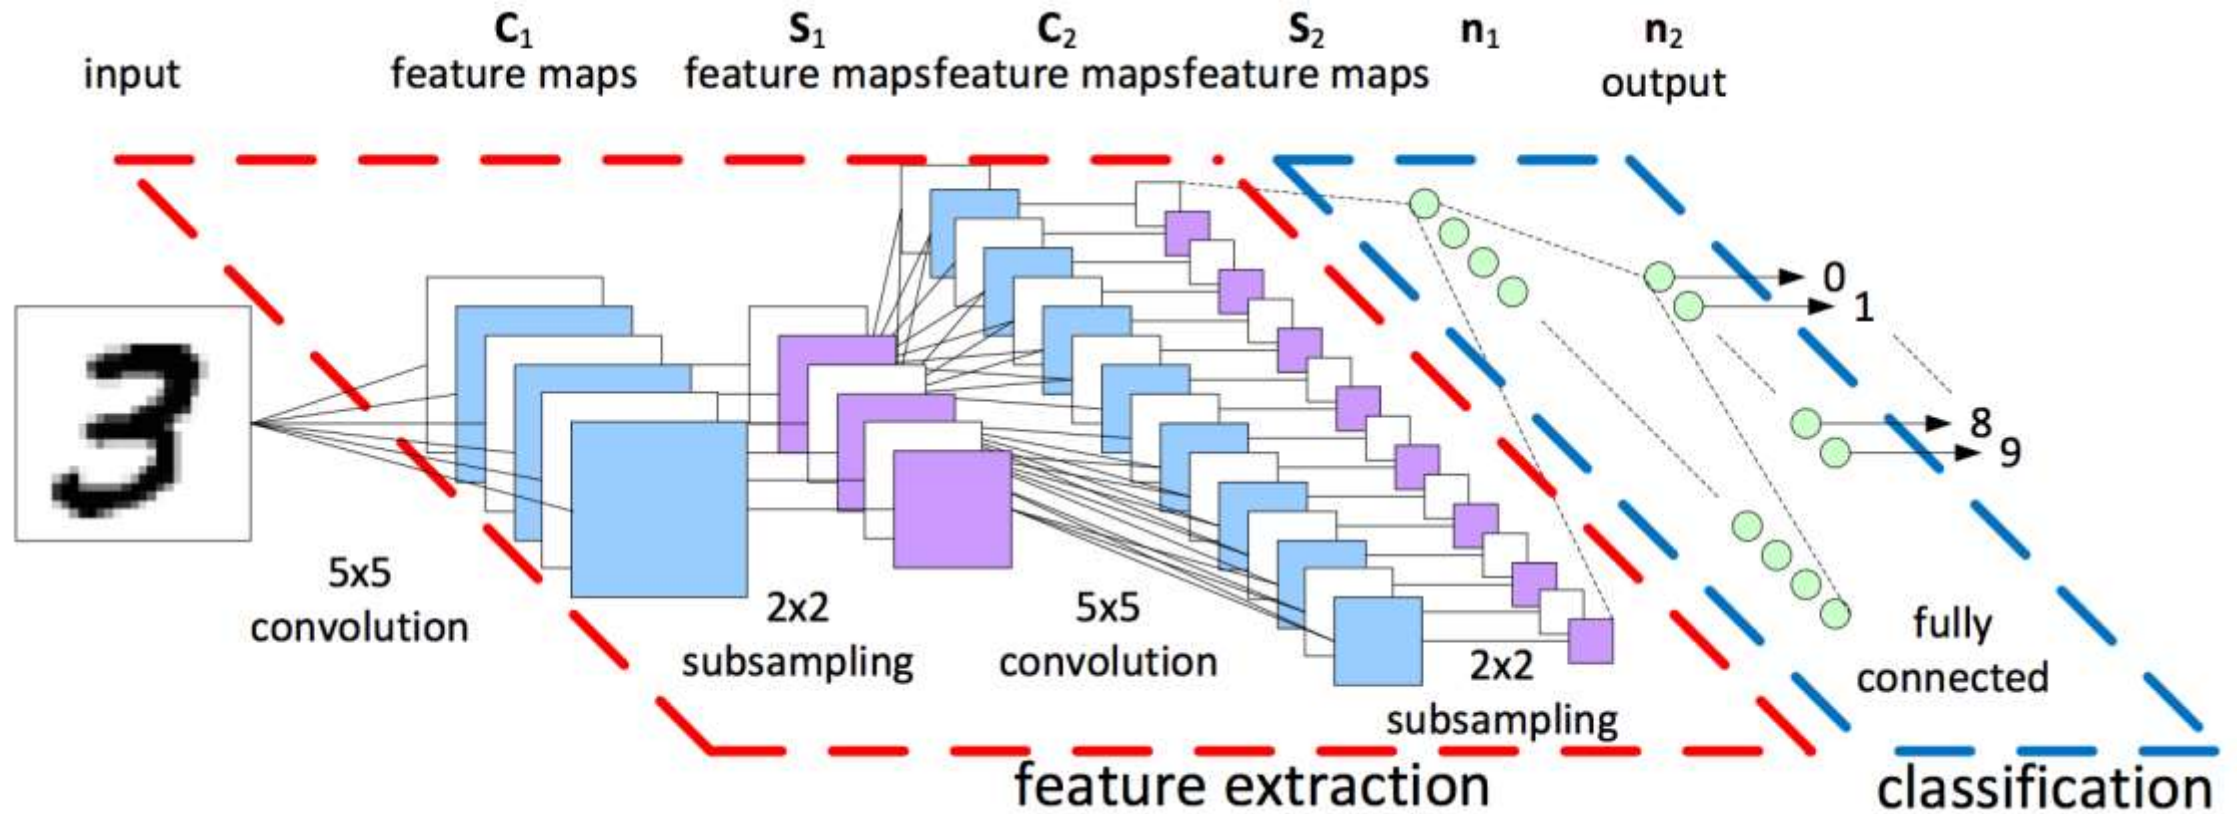 C₁
S₁
C₂
S₂
n₁
n₂
input
feature maps
feature maps
feature maps
feature maps
output
3
0
1
8
9
5x5
convolution
2x2
subsampling
5x5
convolution
2x2
subsampling
fully
connected
feature extraction
classification